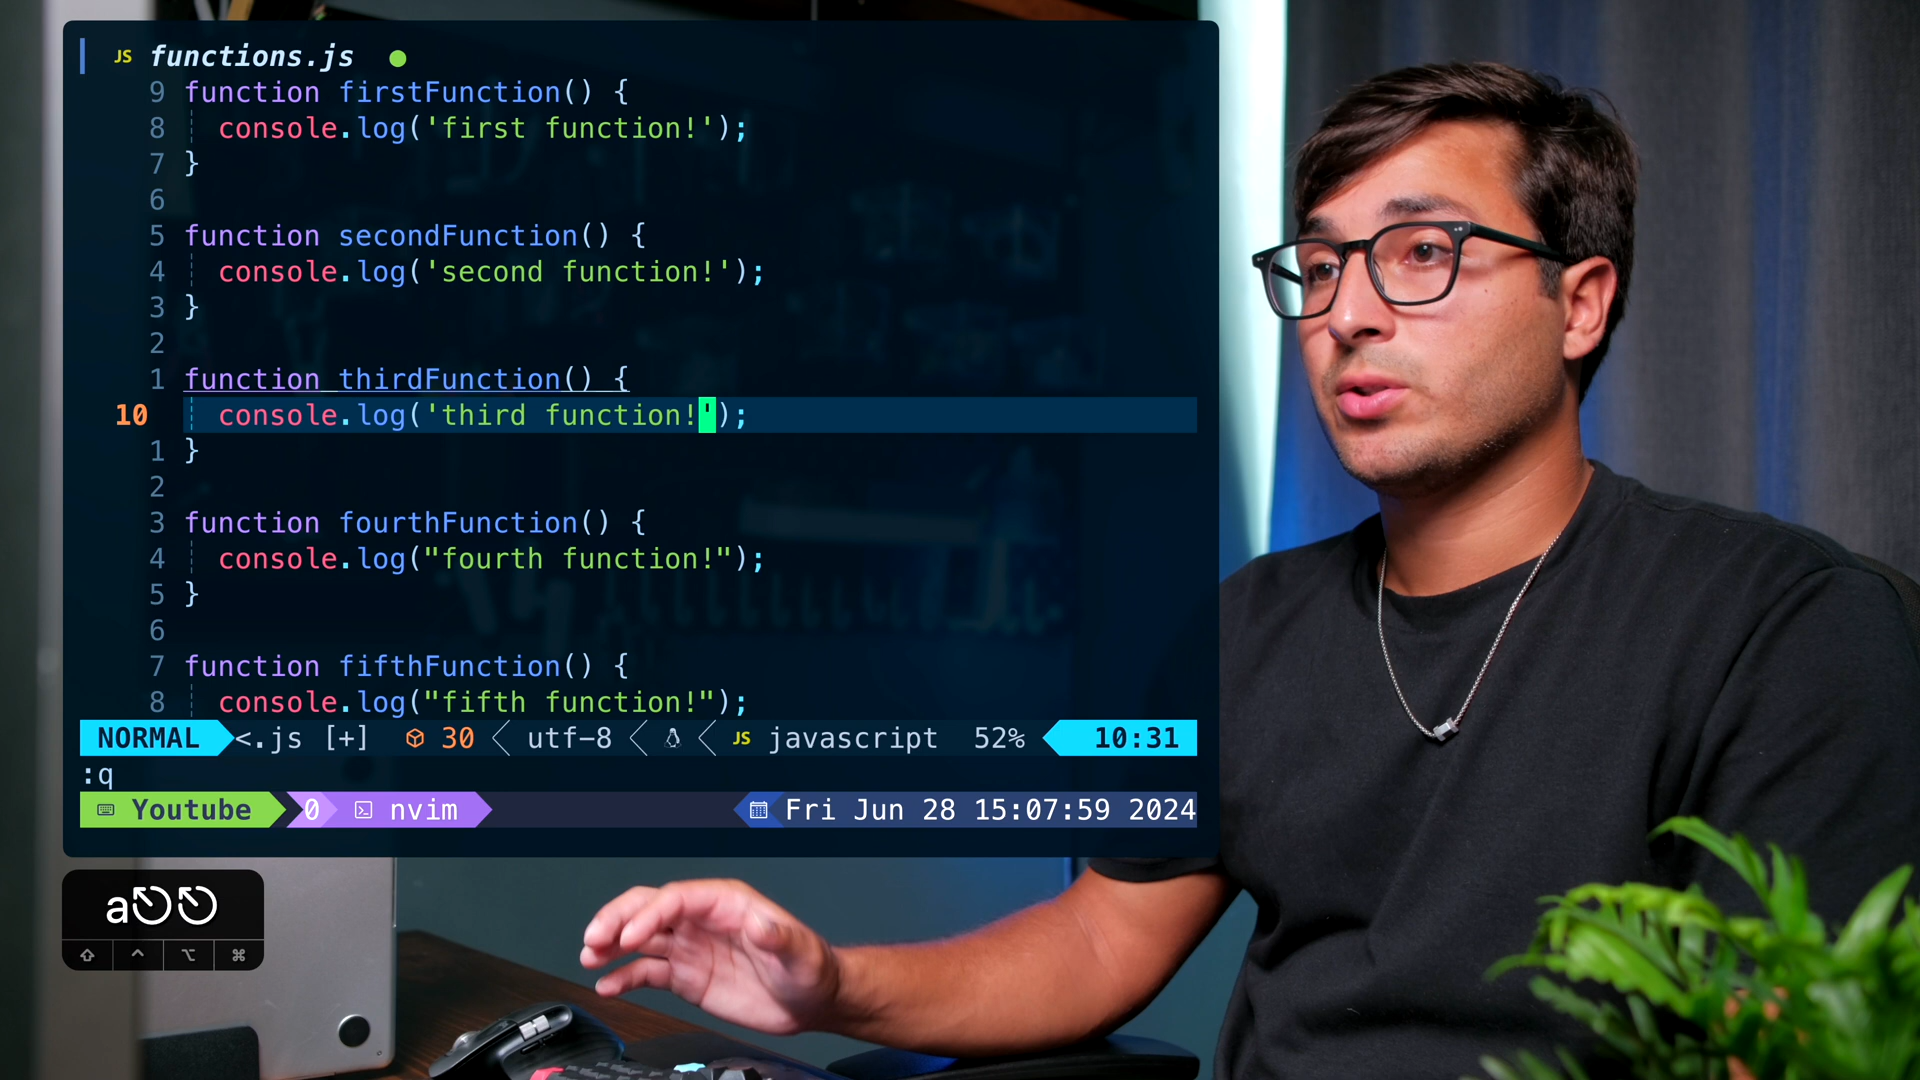 JS functions.js
9 function firstFunction() {
8 console.log('first function!');
7 }
6
5 function secondFunction() {
4 console.log('second function!');
3 }
2
1 function thirdFunction() {
10 console.log('third function!');
1 }
2
3 function fourthFunction() {
4 console.log("fourth function!");
5 }
6
7 function fifthFunction() {
8 console.log("fifth function!");
NORMAL <.js [+] 30 utf-8 JS javascript 52% 10:31
:q
Youtube 0 nvim Fri Jun 28 15:07:59 2024
a